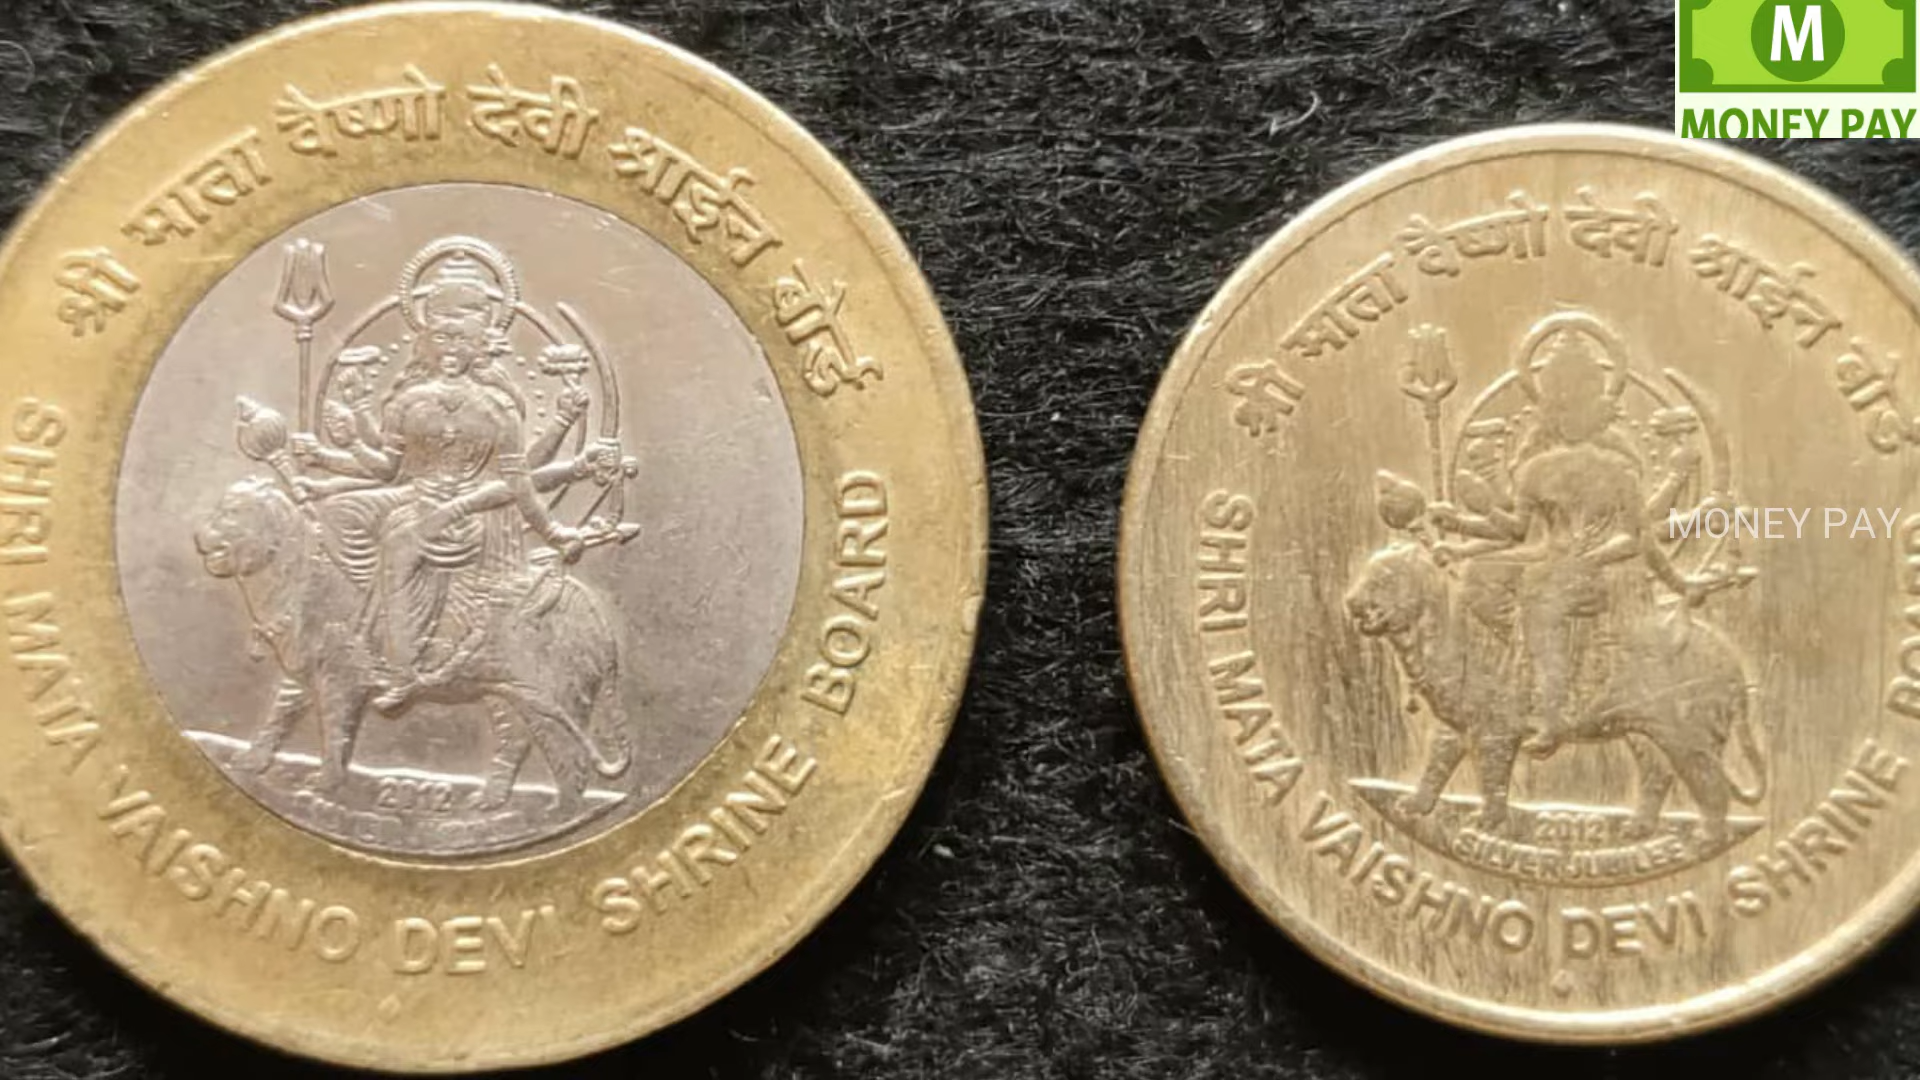 M
MONEY PAY
श्री माता वैष्णो देवी श्राईन बोर्ड
SHRI MATA VAISHNO DEVI SHRINE BOARD
2012
श्री माता वैष्णो देवी श्राईन बोर्ड
SHRI MATA VAISHNO DEVI SHRINE BOARD
2012
SILVER JUBILEE
MONEY PAY